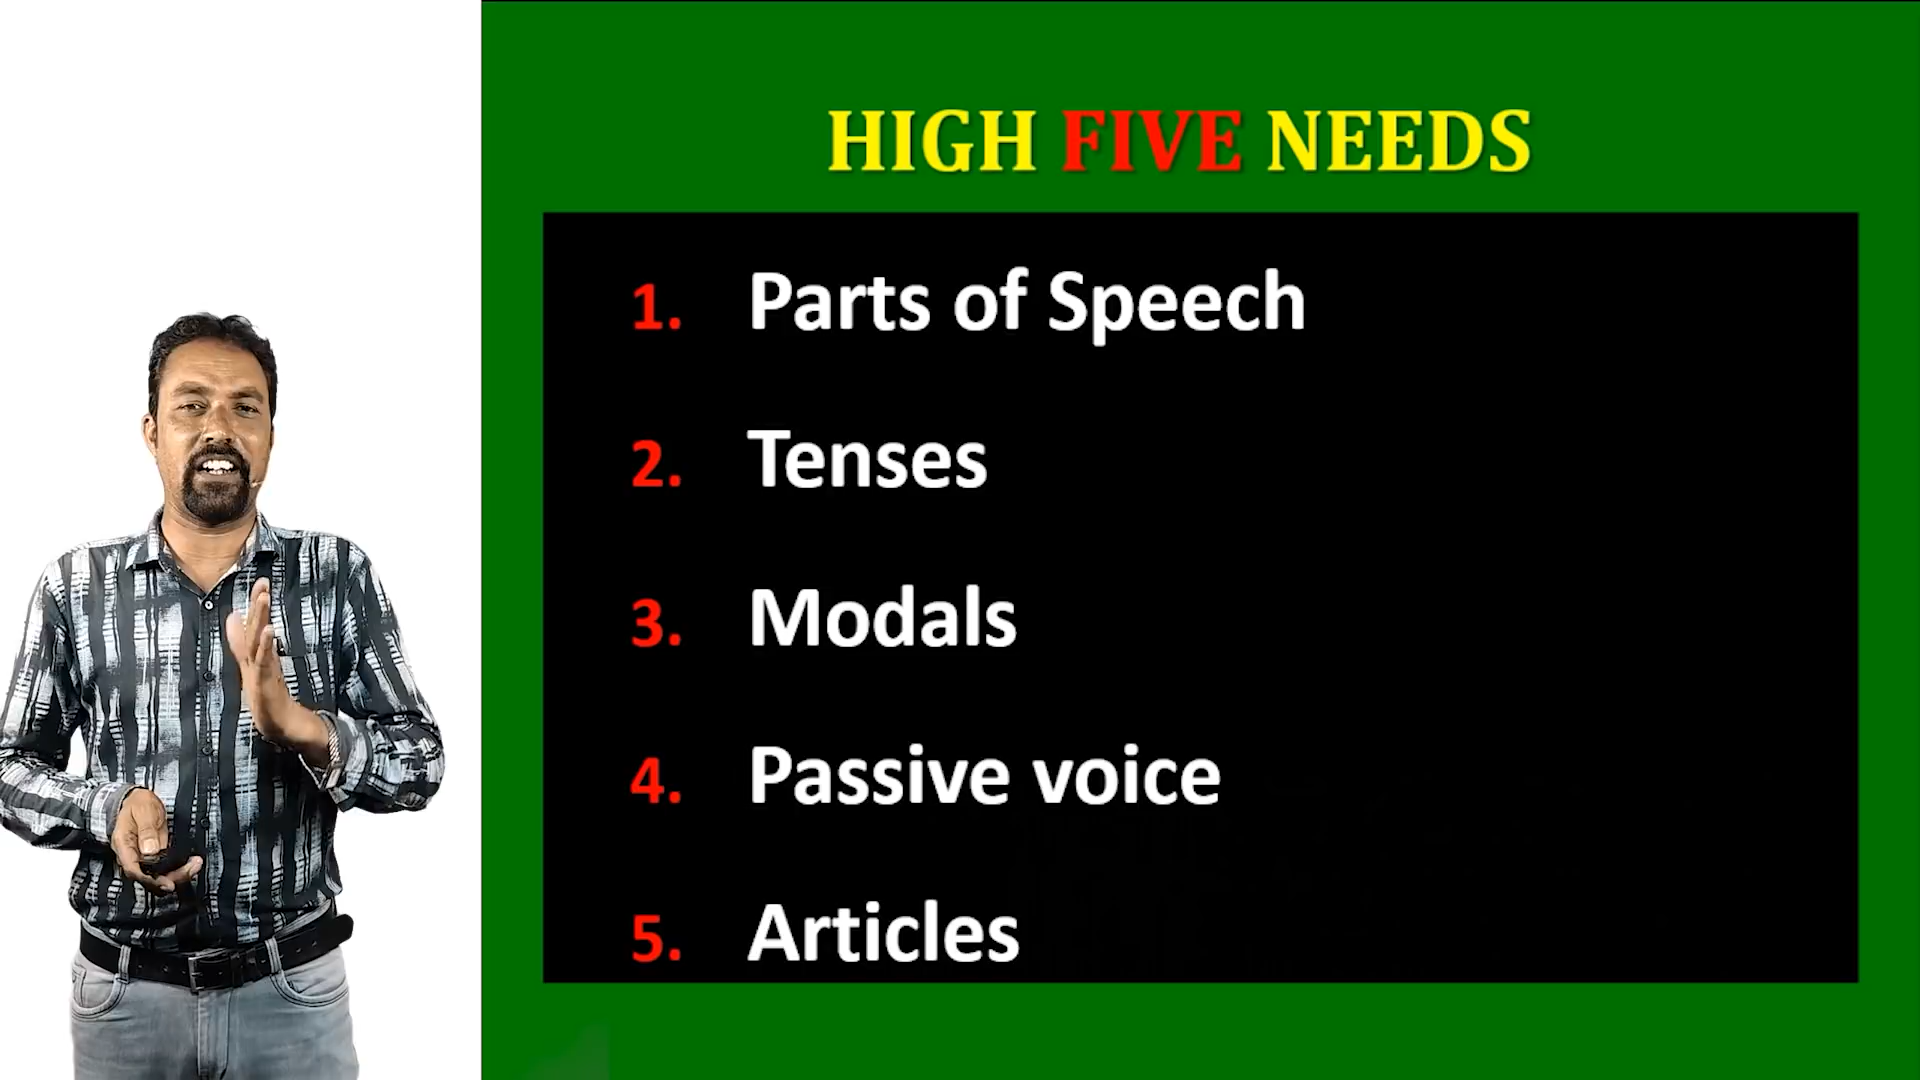 HIGH FIVE NEEDS
1. Parts of Speech
2. Tenses
3. Modals
4. Passive voice
5. Articles